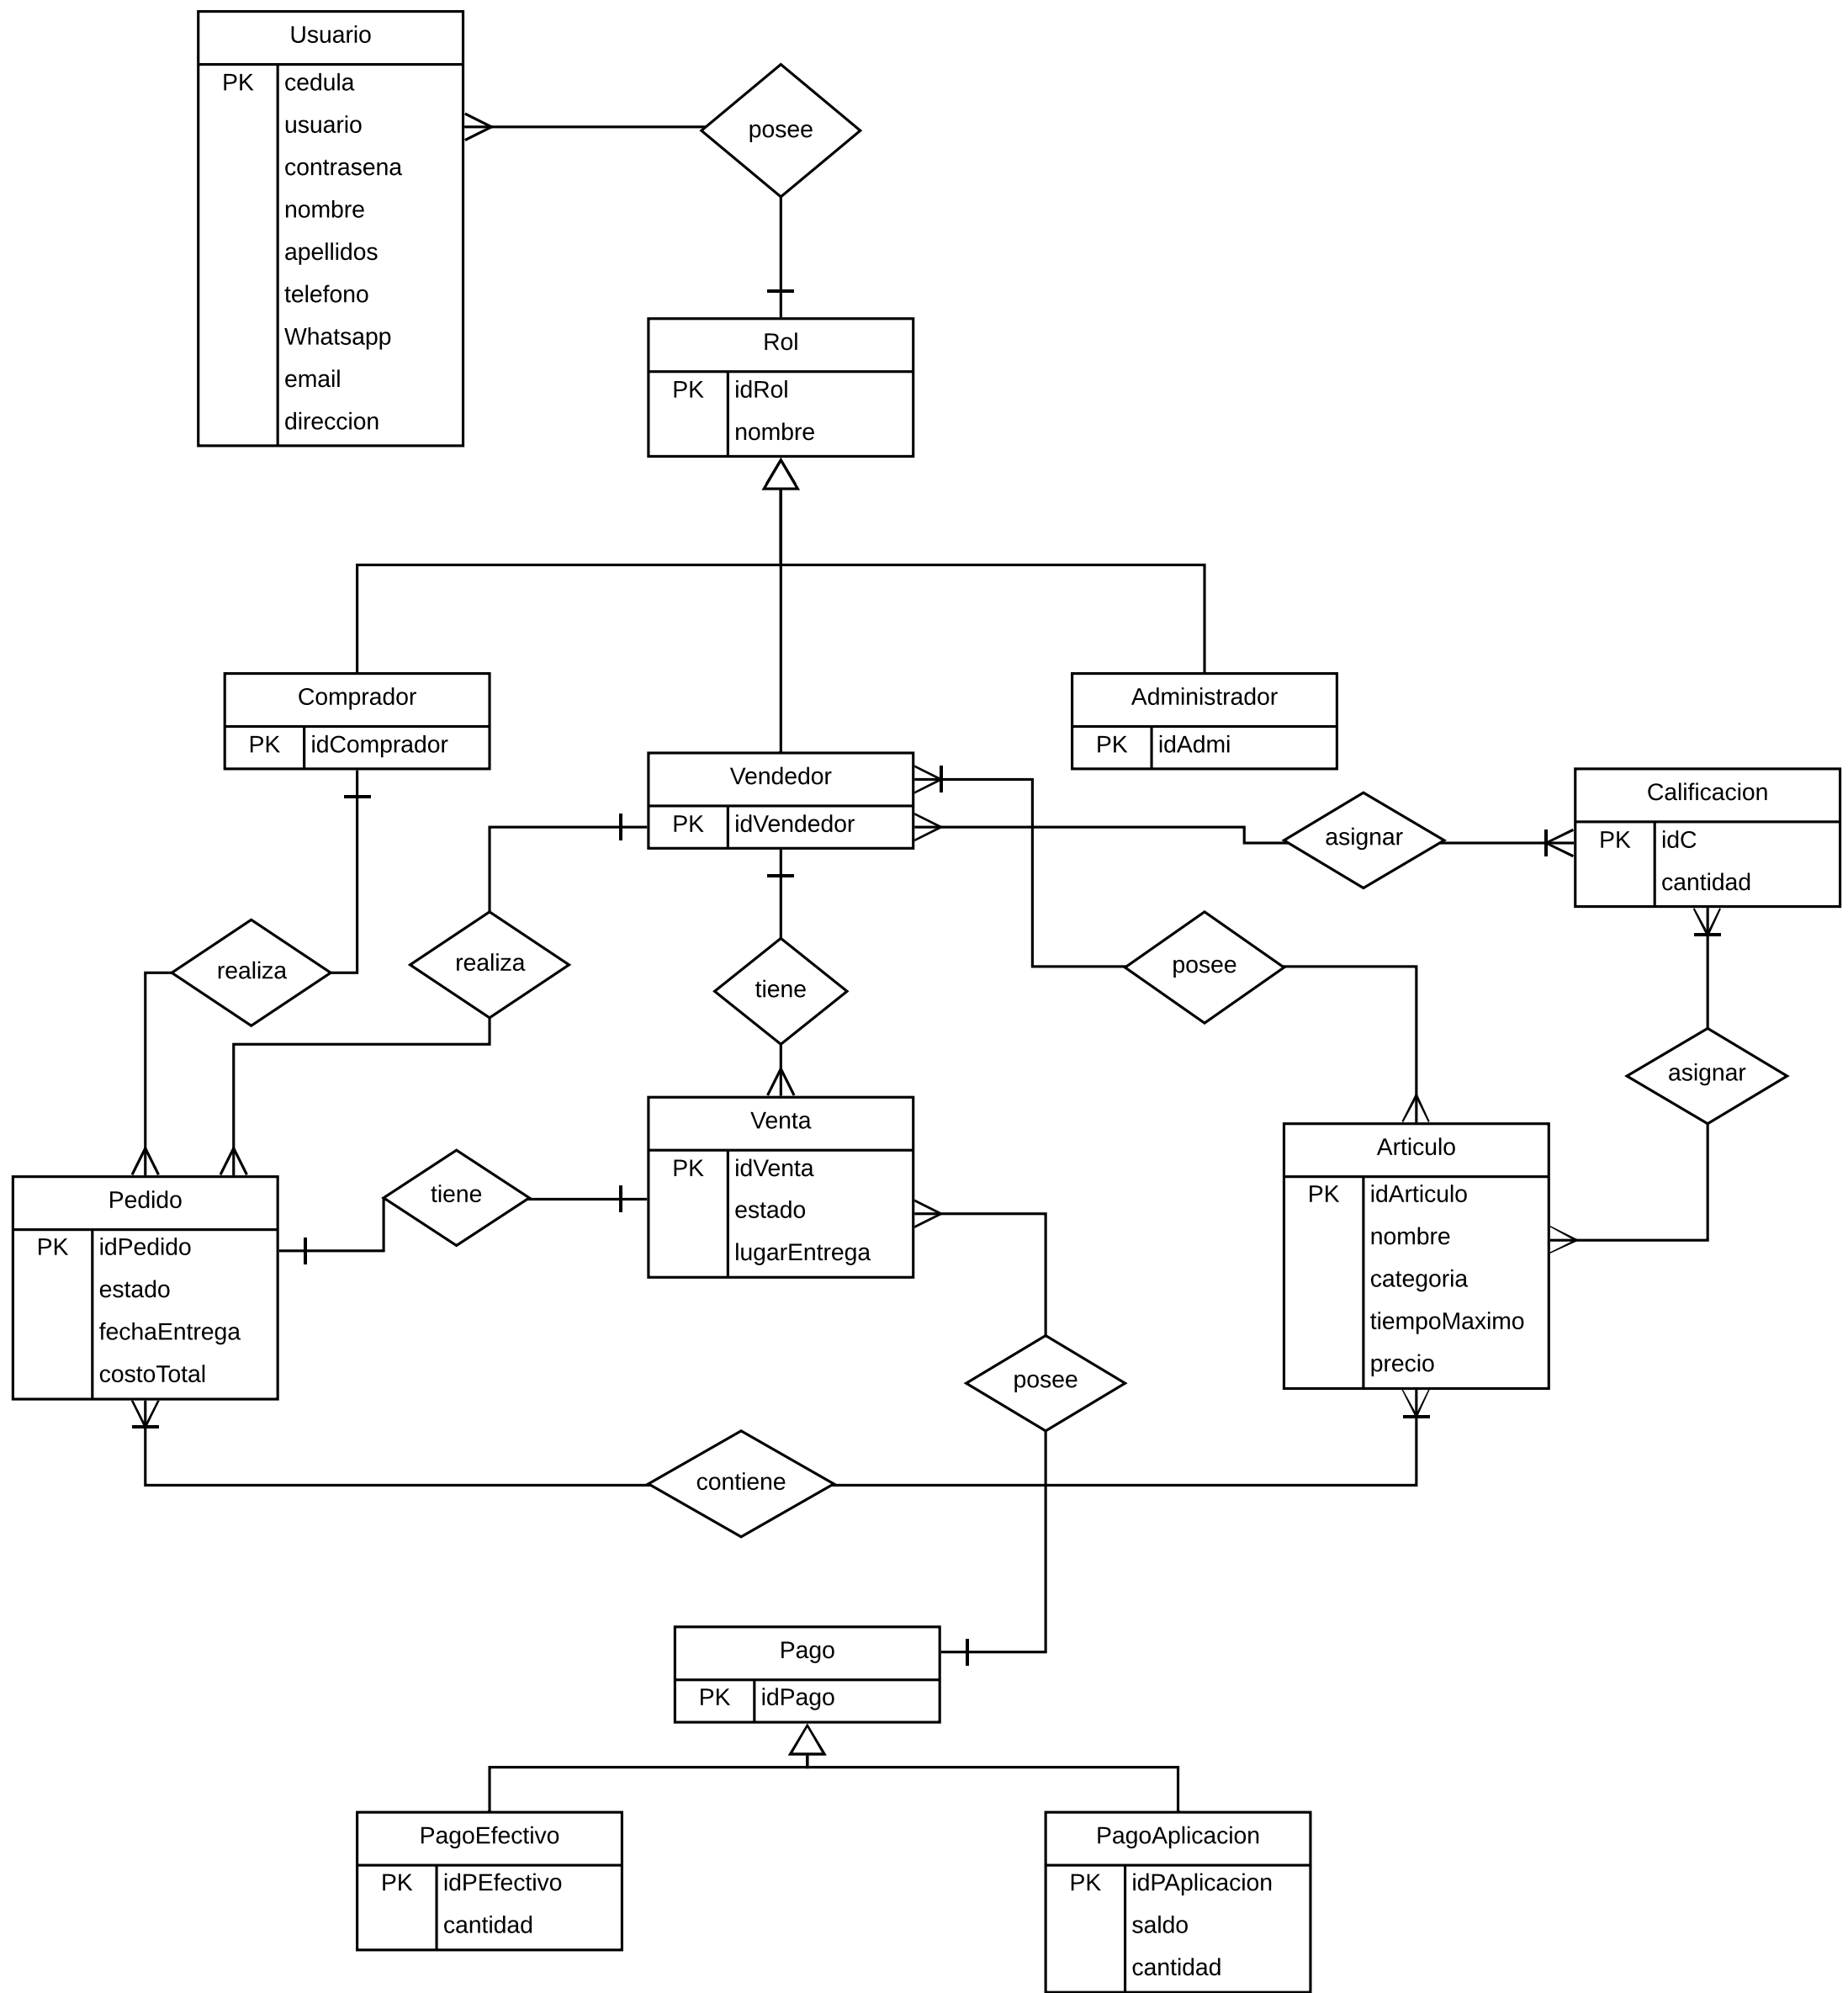 Usuario
PK cedula
usuario
contrasena
nombre
apellidos
telefono
Whatsapp
email
direccion
posee
Rol
PK idRol
nombre
Comprador
PK idComprador
Vendedor
PK idVendedor
Administrador
PK idAdmi
Calificacion
PK idC
cantidad
asignar
realiza
realiza
tiene
posee
asignar
Pedido
PK idPedido
estado
fechaEntrega
costoTotal
tiene
Venta
PK idVenta
estado
lugarEntrega
Articulo
PK idArticulo
nombre
categoria
tiempoMaximo
precio
posee
contiene
Pago
PK idPago
PagoEfectivo
PK idPEfectivo
cantidad
PagoAplicacion
PK idPAplicacion
saldo
cantidad